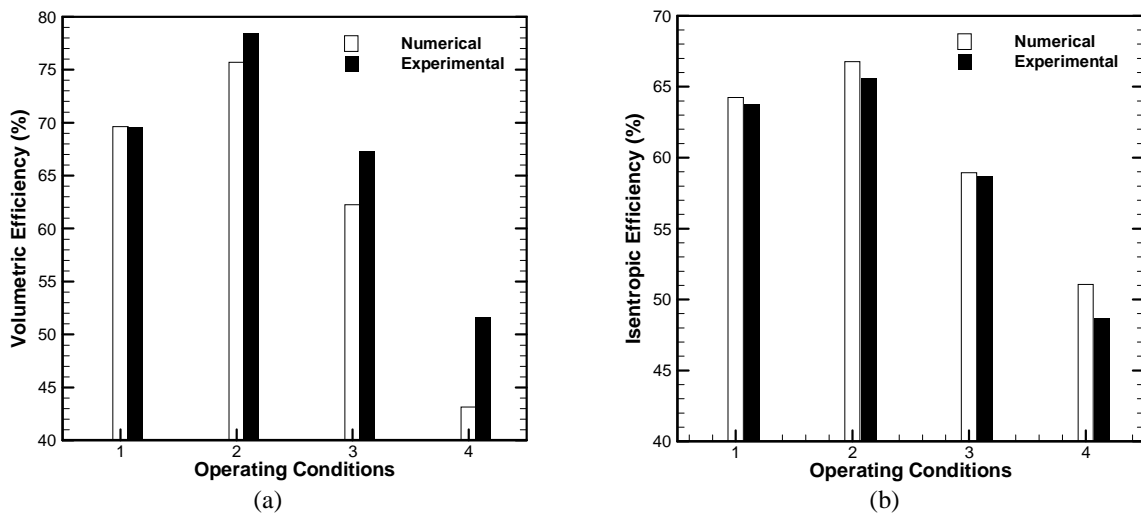 80
75
70
65
60
55
50
45
40
Volumetric Efficiency (%)
Numerical
Experimental
1 2 3 4
Operating Conditions
(a)
70
65
60
55
50
45
40
Isentropic Efficiency (%)
Numerical
Experimental
1 2 3 4
Operating Conditions
(b)